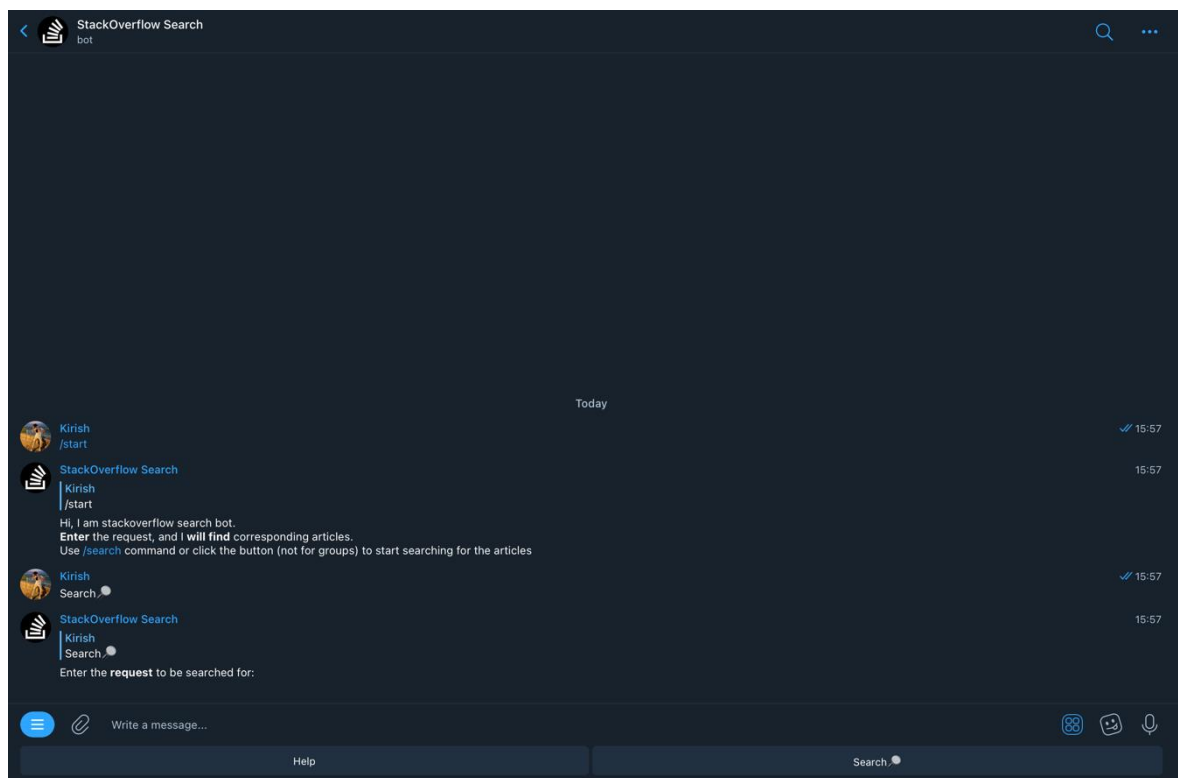 StackOverflow Search
bot
Today
Kirish
15:57
/start
StackOverflow Search
15:57
Kirish
/start
Hi, I am stackoverflow search bot.
Enter the request, and I will find corresponding articles.
Use /search command or click the button (not for groups) to start searching for the articles
Kirish
15:57
Search🔎
StackOverflow Search
15:57
Kirish
Search🔎
Enter the request to be searched for:
Write a message...
Help
Search🔎